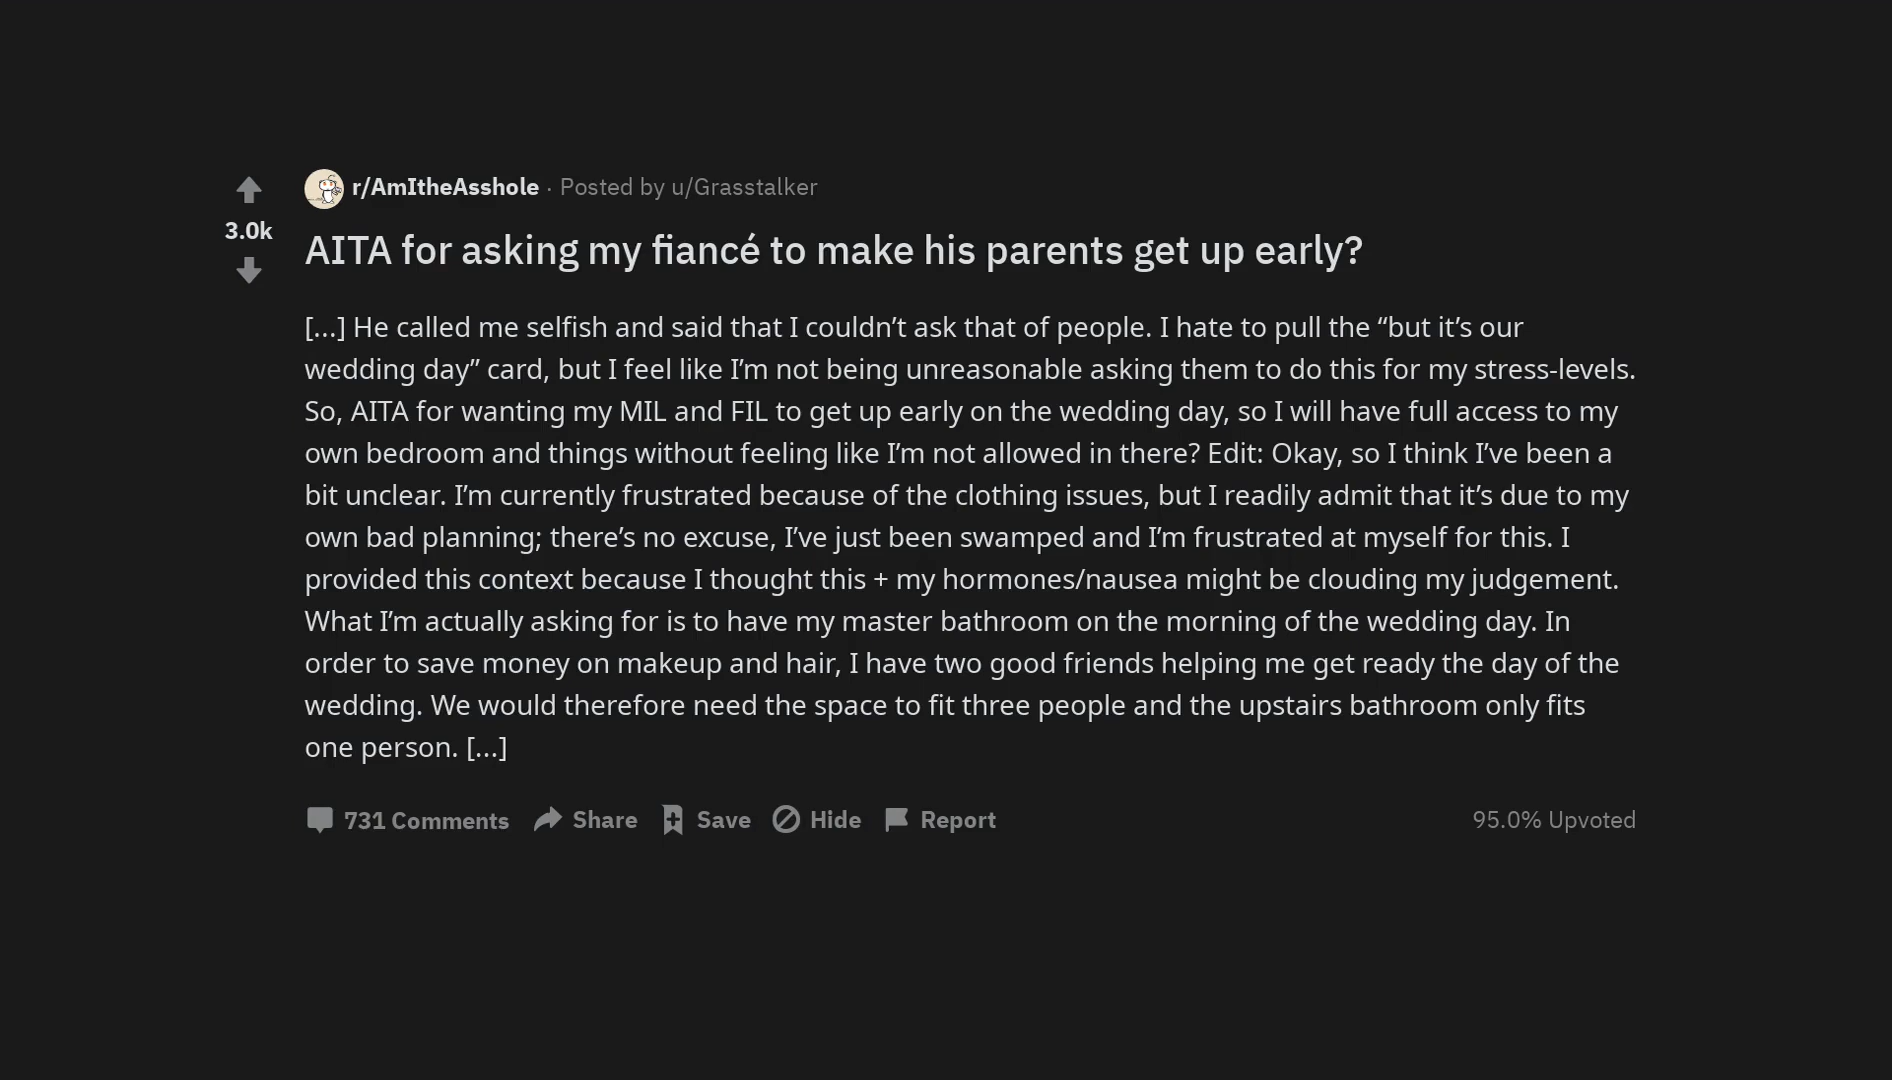 r/AmItheAsshole · Posted by u/Grasstalker
3.0k
AITA for asking my fiancé to make his parents get up early?
[...] He called me selfish and said that I couldn’t ask that of people. I hate to pull the “but it’s our
wedding day” card, but I feel like I’m not being unreasonable asking them to do this for my stress-levels.
So, AITA for wanting my MIL and FIL to get up early on the wedding day, so I will have full access to my
own bedroom and things without feeling like I’m not allowed in there? Edit: Okay, so I think I’ve been a
bit unclear. I’m currently frustrated because of the clothing issues, but I readily admit that it’s due to my
own bad planning; there’s no excuse, I’ve just been swamped and I’m frustrated at myself for this. I
provided this context because I thought this + my hormones/nausea might be clouding my judgement.
What I’m actually asking for is to have my master bathroom on the morning of the wedding day. In
order to save money on makeup and hair, I have two good friends helping me get ready the day of the
wedding. We would therefore need the space to fit three people and the upstairs bathroom only fits
one person. [...]
731 Comments Share Save Hide Report 95.0% Upvoted